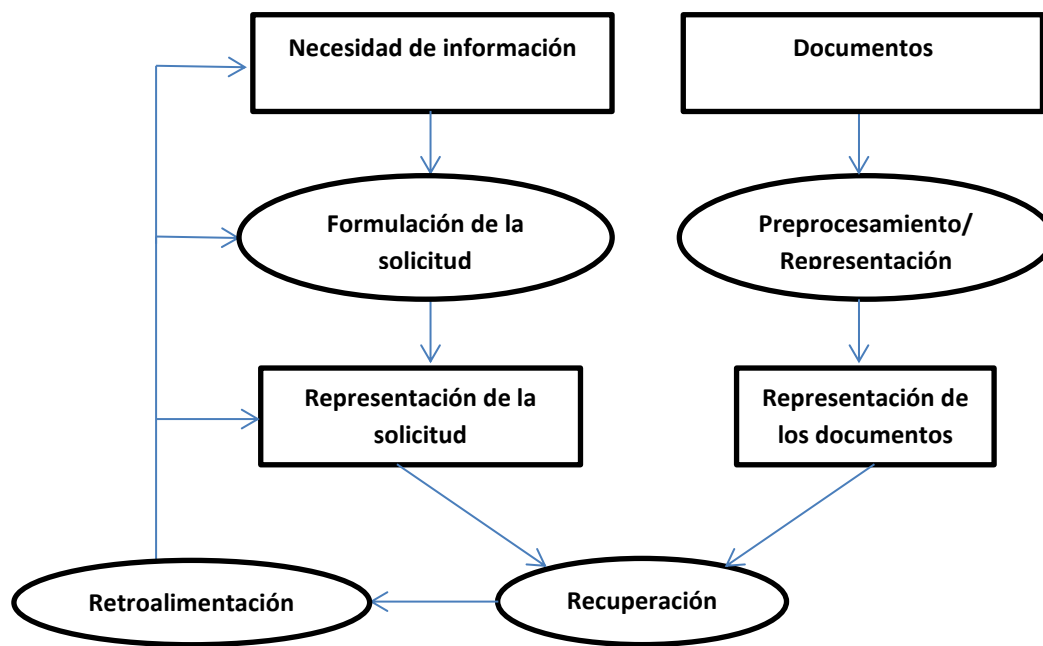 Necesidad de información
Documentos
Formulación de la
solicitud
Preprocesamiento/
Representación
Representación de la
solicitud
Representación de
los documentos
Retroalimentación
Recuperación